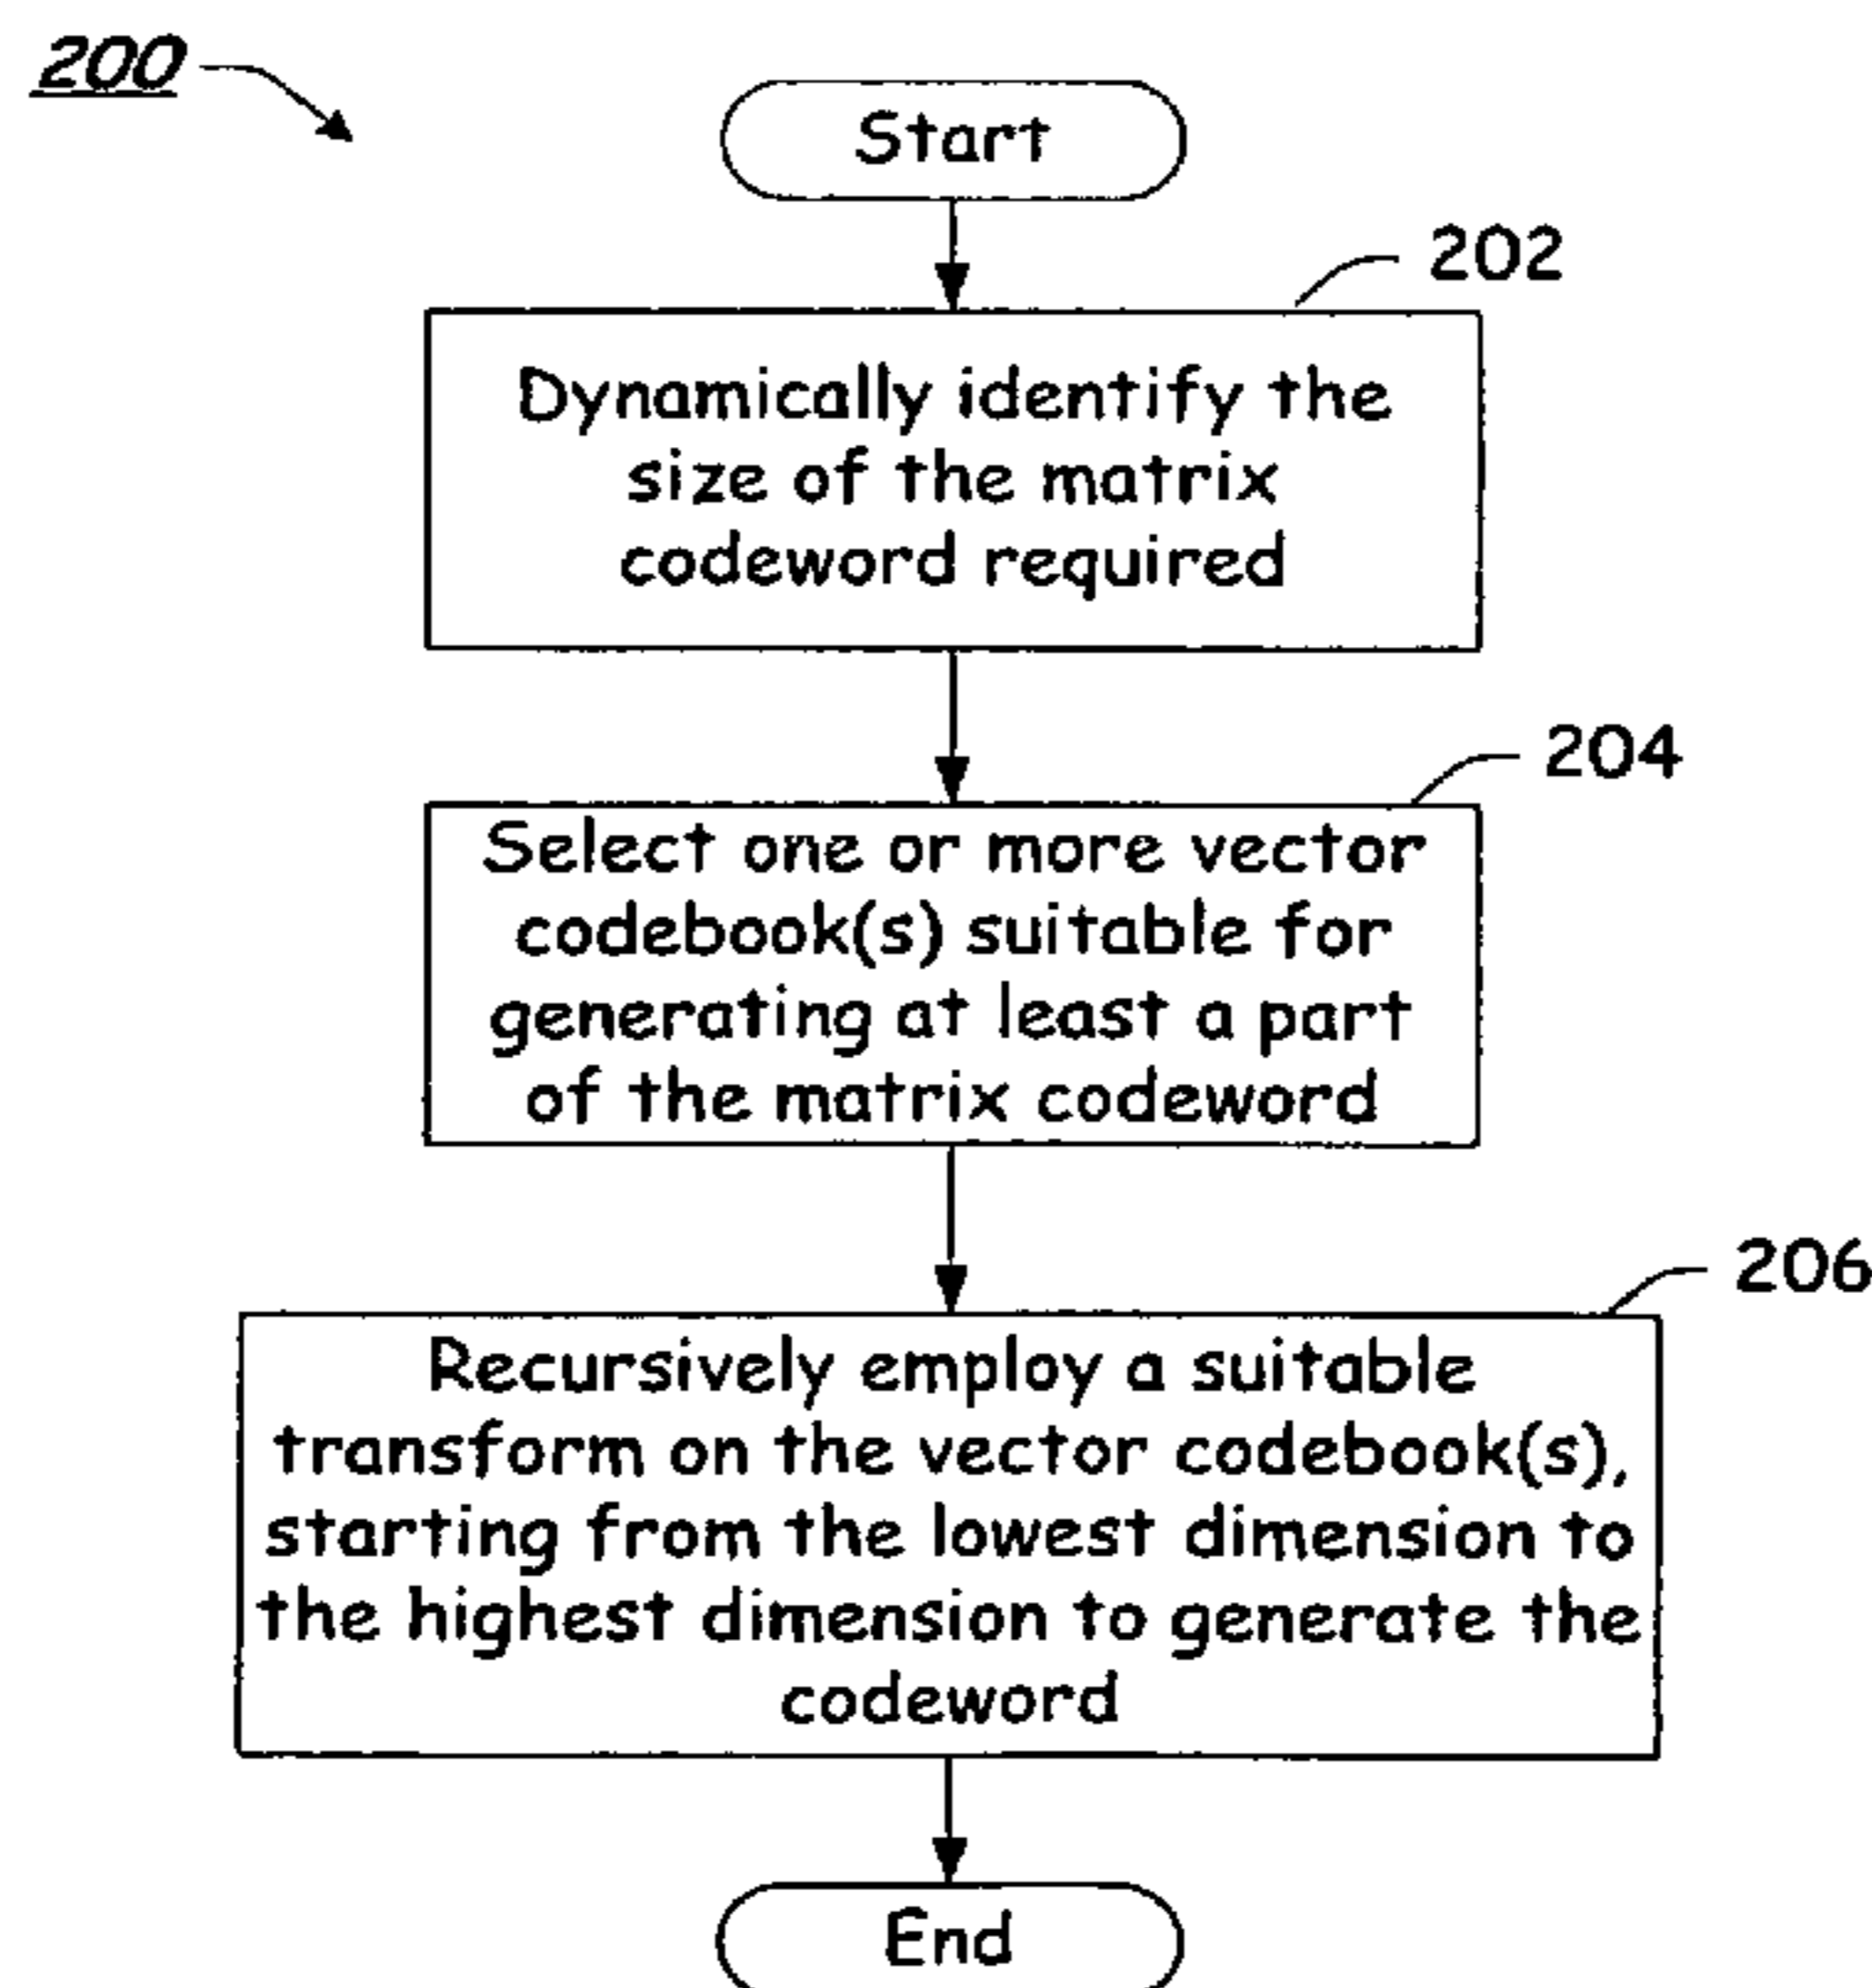 200
Start
202
Dynamically identify the
size of the matrix
codeword required
204
Select one or more vector
codebook(s) suitable for
generating at least a part
of the matrix codeword
206
Recursively employ a suitable
transform on the vector codebook(s),
starting from the lowest dimension to
the highest dimension to generate the
codeword
End